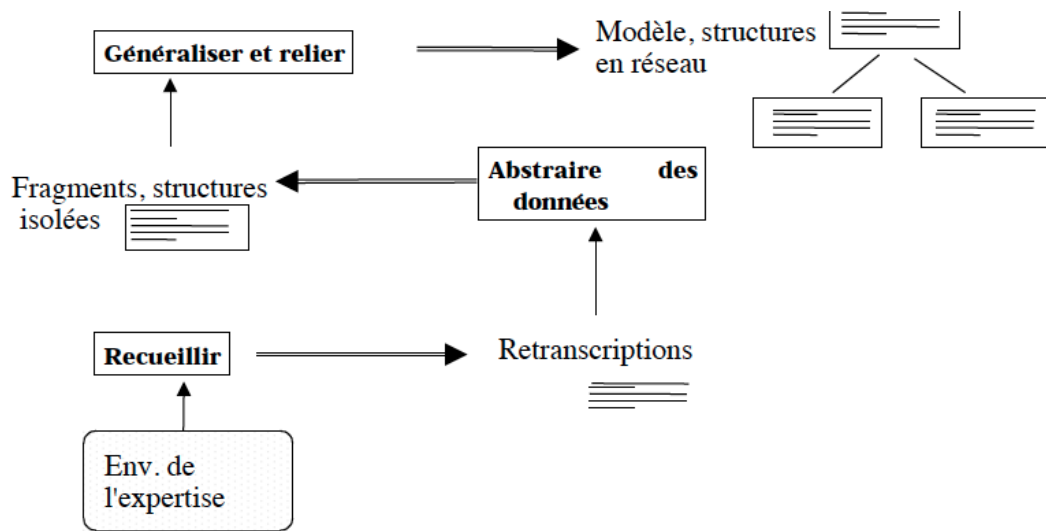 Généraliser et relier
Modèle, structures
en réseau
Abstraire des
données
Fragments, structures
isolées
Recueillir
Retranscriptions
Env. de
l'expertise